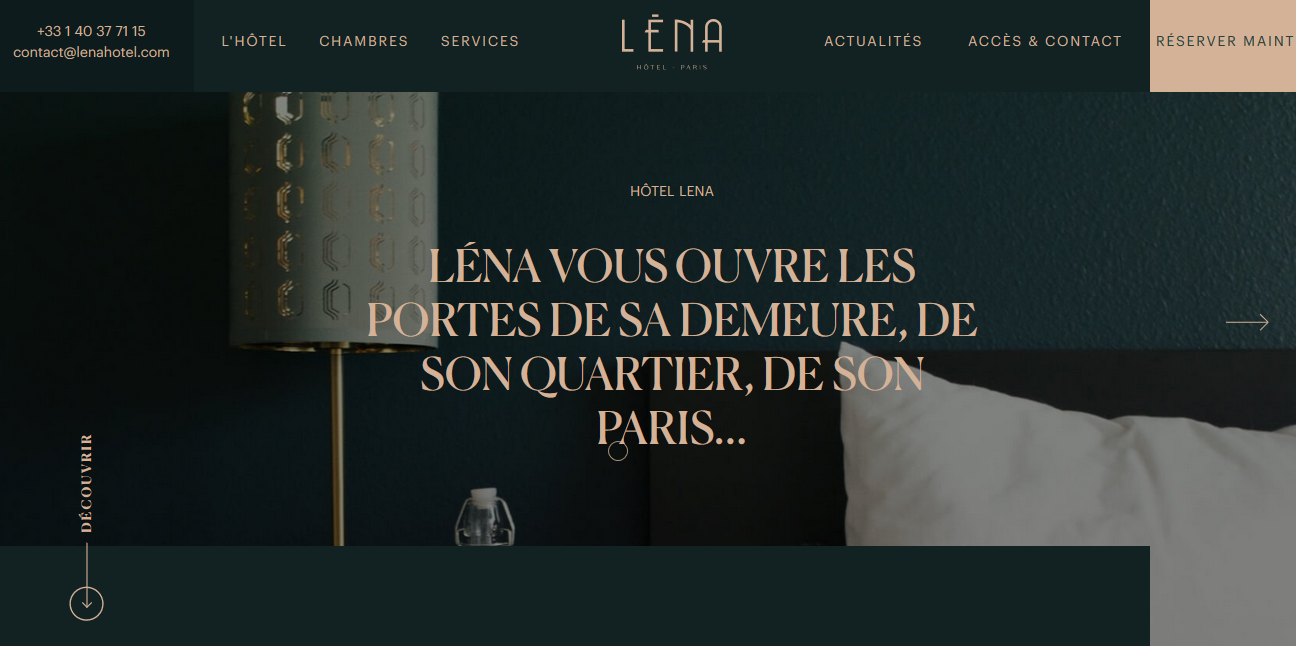 +33 1 40 37 71 15
contact@lenahotel.com
L'HÔTEL
CHAMBRES
SERVICES
LĒNA
HÔTEL - PARIS
ACTUALITÉS
ACCÈS & CONTACT
RÉSERVER MAINT
HÔTEL LENA
LÉNA VOUS OUVRE LES
PORTES DE SA DEMEURE, DE
SON QUARTIER, DE SON
PARIS...
DÉCOUVRIR